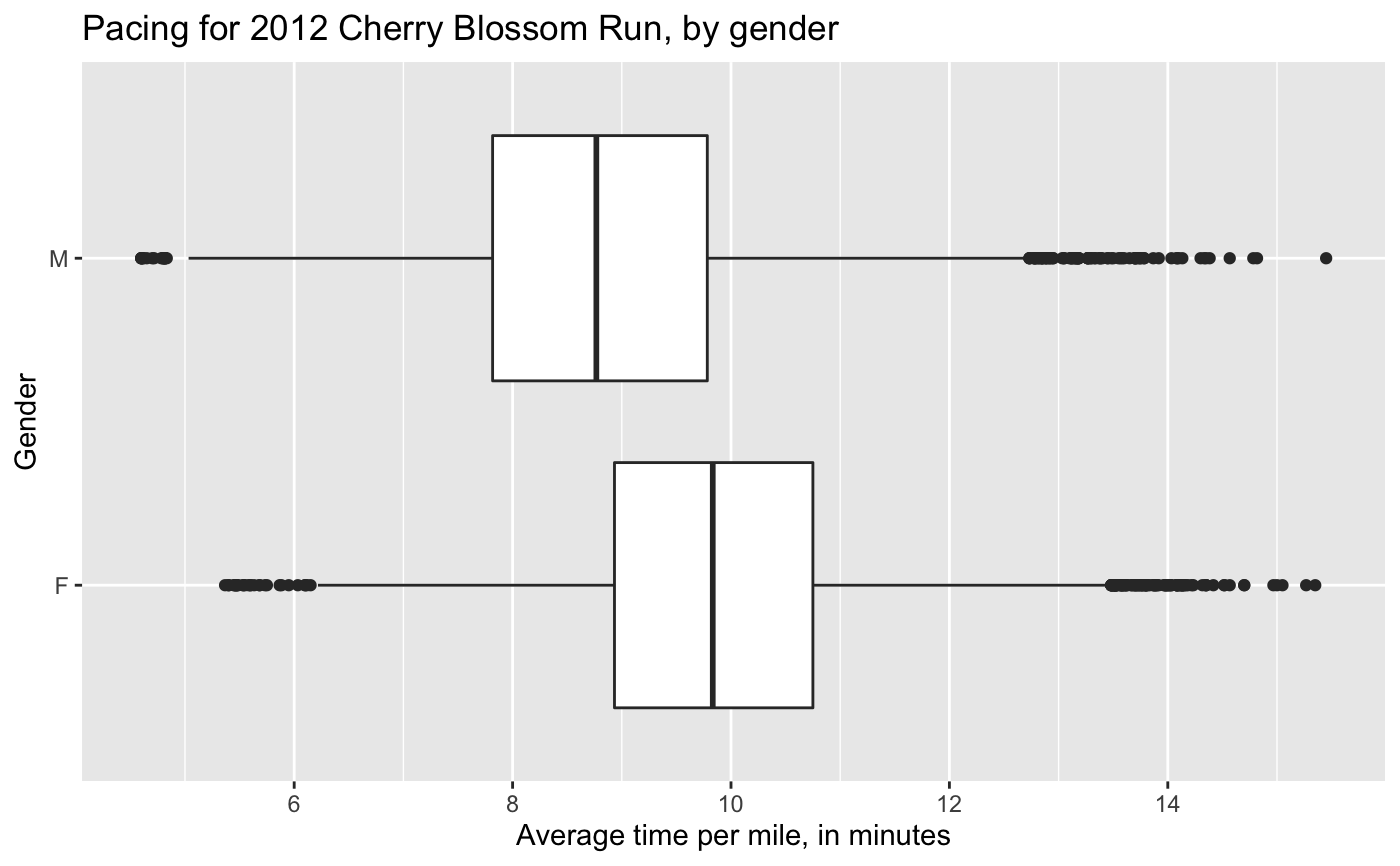 Pacing for 2012 Cherry Blossom Run, by gender
M
Gender
F
6 8 10 12 14
Average time per mile, in minutes